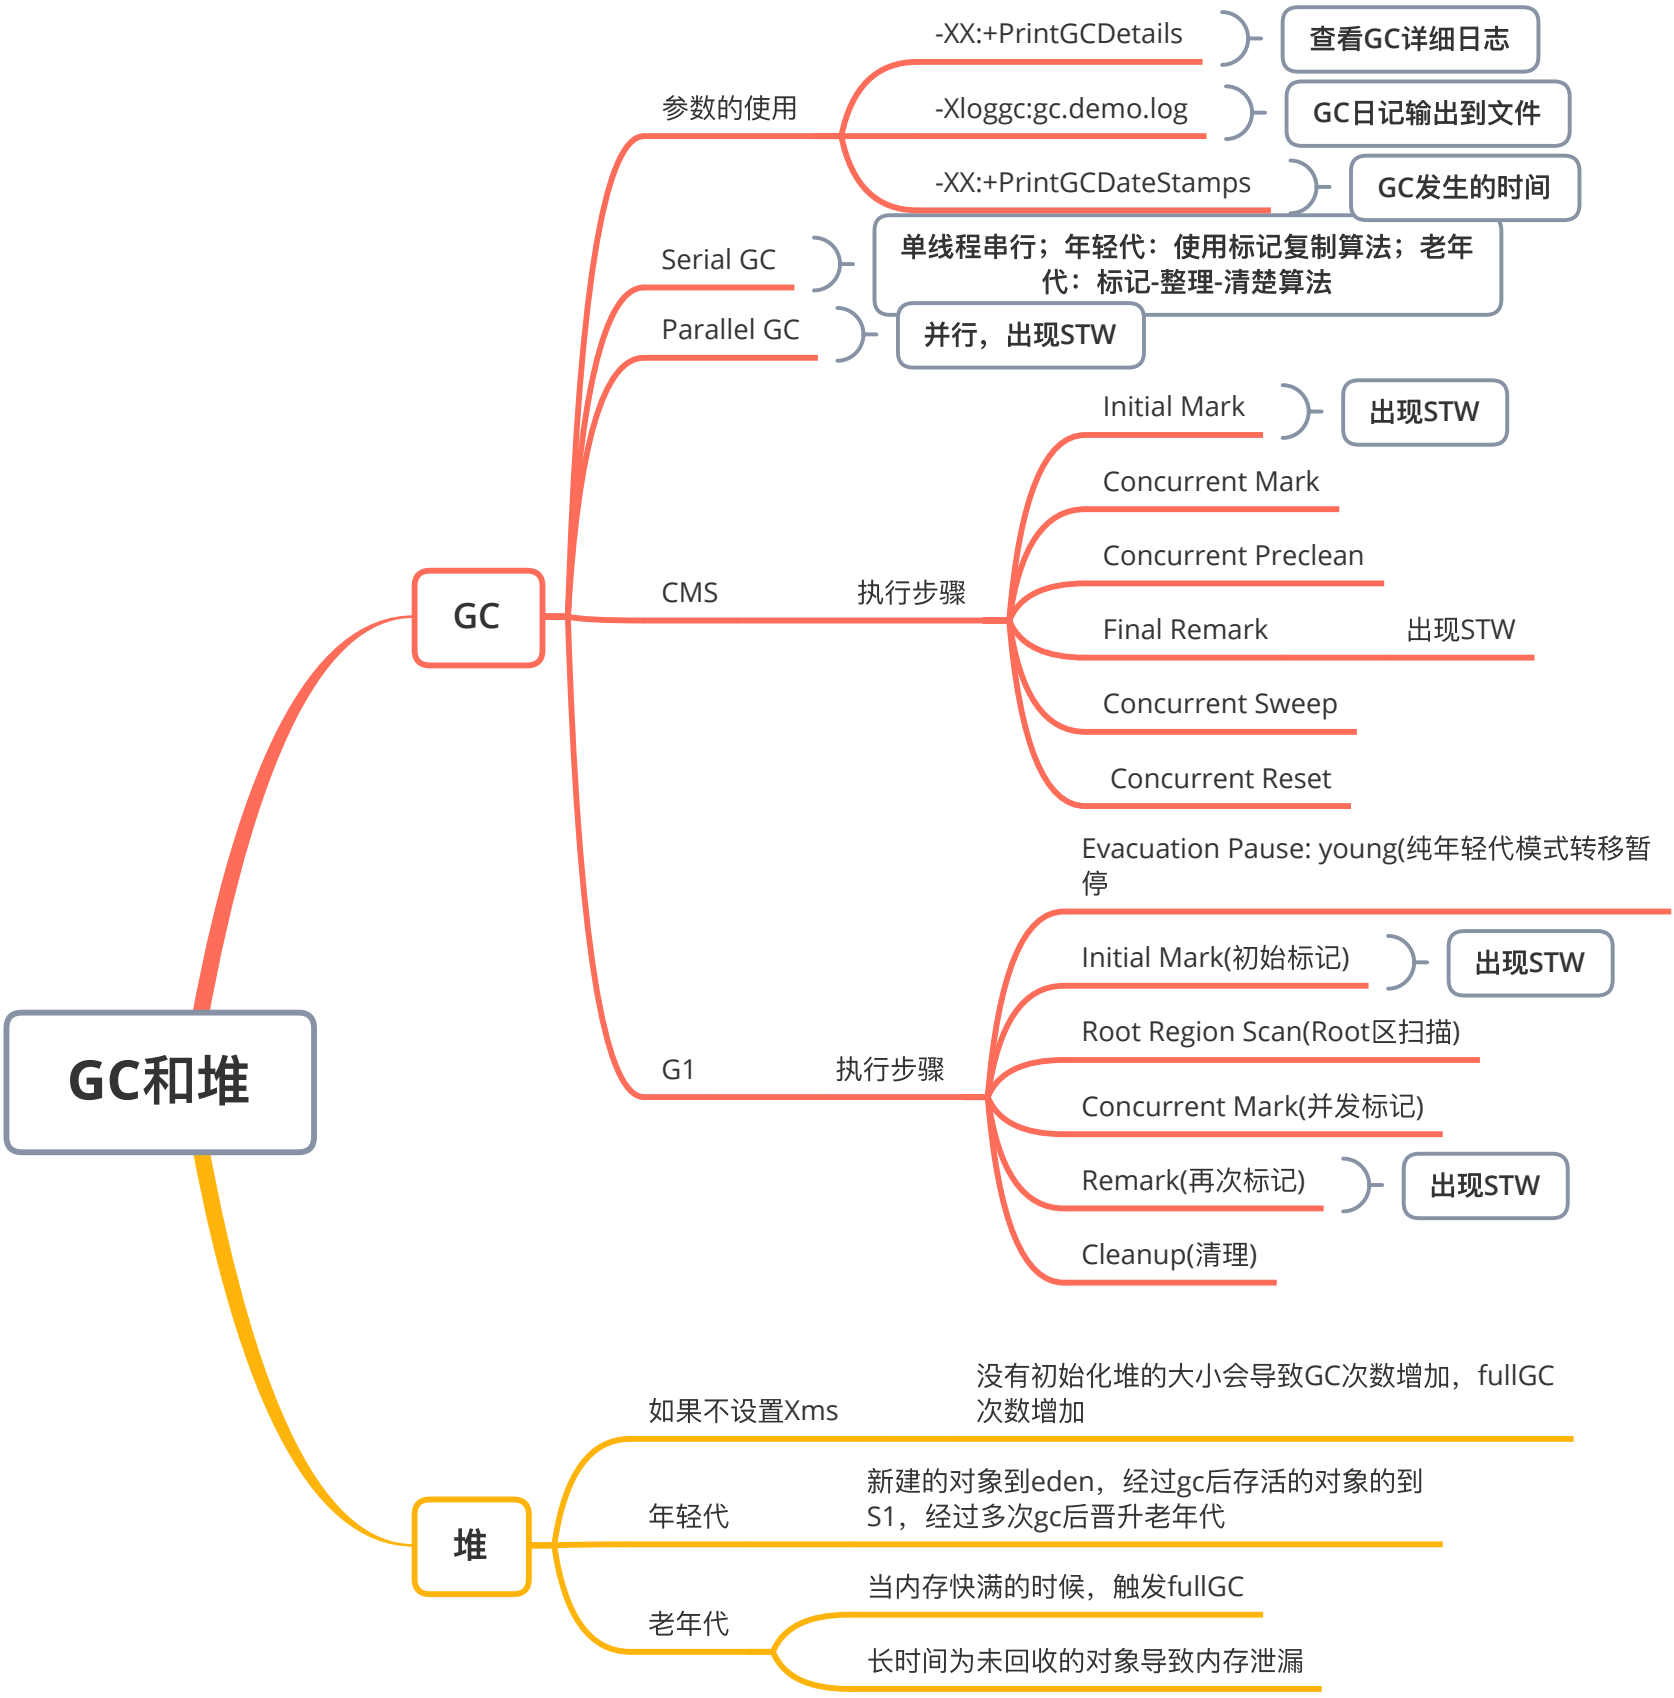 GC和堆
GC
参数的使用
-XX:+PrintGCDetails
查看GC详细日志
-Xloggc:gc.demo.log
GC日记输出到文件
-XX:+PrintGCDateStamps
GC发生的时间
Serial GC
单线程串行；年轻代：使用标记复制算法；老年
代：标记-整理-清楚算法
Parallel GC
并行，出现STW
CMS
执行步骤
Initial Mark
出现STW
Concurrent Mark
Concurrent Preclean
Final Remark
出现STW
Concurrent Sweep
Concurrent Reset
G1
执行步骤
Evacuation Pause: young(纯年轻代模式转移暂
停
Initial Mark(初始标记)
出现STW
Root Region Scan(Root区扫描)
Concurrent Mark(并发标记)
Remark(再次标记)
出现STW
Cleanup(清理)
堆
如果不设置Xms
没有初始化堆的大小会导致GC次数增加，fullGC
次数增加
年轻代
新建的对象到eden，经过gc后存活的对象的到
S1，经过多次gc后晋升老年代
老年代
当内存快满的时候，触发fullGC
长时间为未回收的对象导致内存泄漏